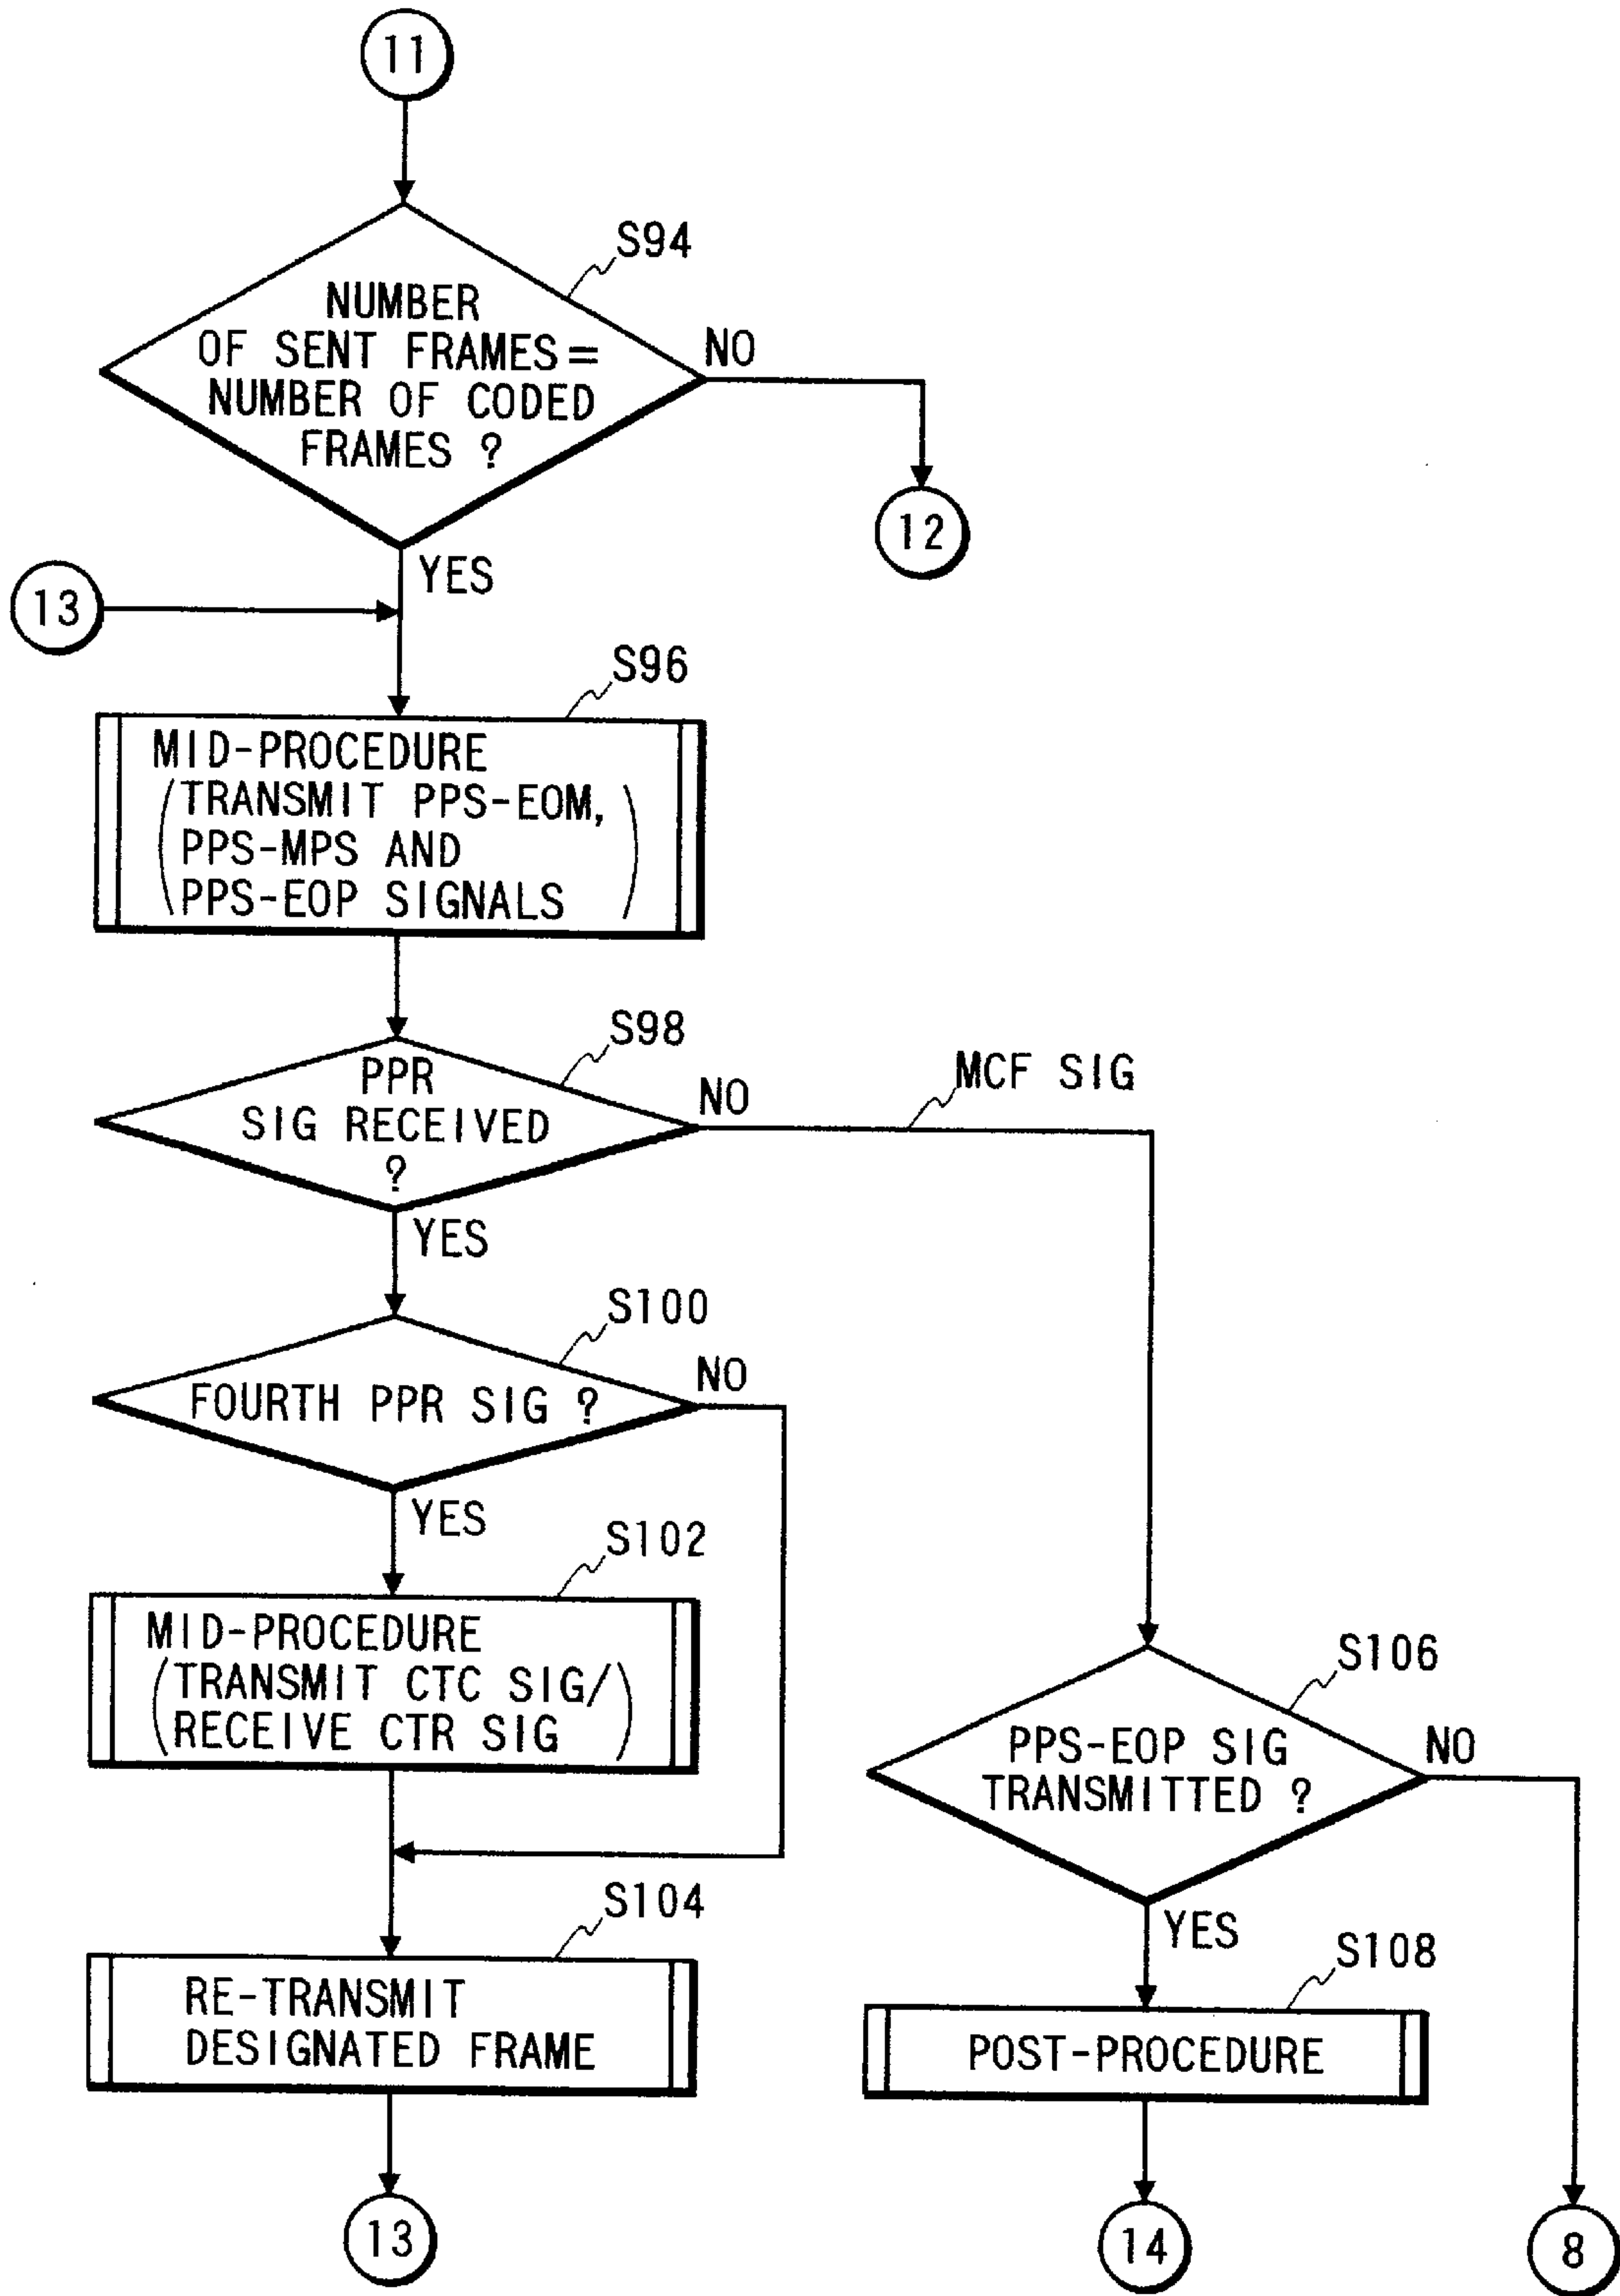 11
S94
NUMBER
OF SENT FRAMES=
NUMBER OF CODED
FRAMES ?
NO
12
YES
13
S96
MID-PROCEDURE
(TRANSMIT PPS-EOM,
PPS-MPS AND
PPS-EOP SIGNALS)
S98
PPR
SIG RECEIVED
?
NO
MCF SIG
YES
S100
FOURTH PPR SIG ?
NO
YES
S102
MID-PROCEDURE
(TRANSMIT CTC SIG/
RECEIVE CTR SIG)
S106
PPS-EOP SIG
TRANSMITTED ?
NO
YES
S104
RE-TRANSMIT
DESIGNATED FRAME
S108
POST-PROCEDURE
13
14
8